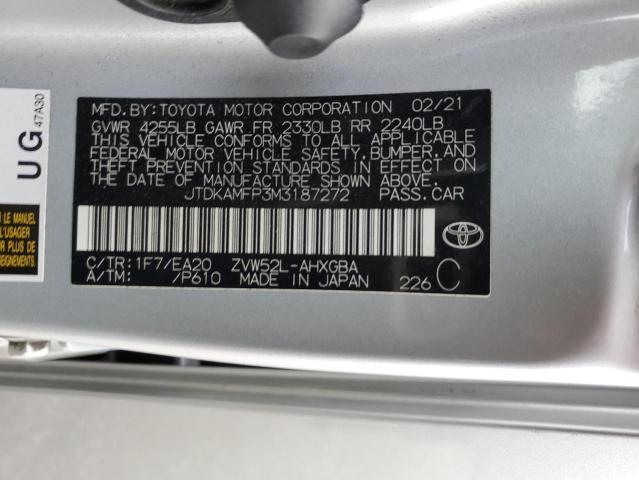 MFD.BY:TOYOTA MOTOR CORPORATION 02/21
GVWR 4255LB GAWR FR 2330LB RR 2240LB
THIS VEHICLE CONFORMS TO ALL APPLICABLE
FEDERAL MOTOR VEHICLE SAFETY, BUMPER, AND
THEFT PREVENTION STANDARDS IN EFFECT ON
THE DATE OF MANUFACTURE SHOWN ABOVE.
JTDKAMFP3M3187272 PASS.CAR
C/TR:1F7/EA20 ZVW52L-AHXGBA
A/TM: /P610 MADE IN JAPAN 226 C
UG 47A30
LE MANUEL
L'USAGER
E PLUS
SEIGNEMENTS.